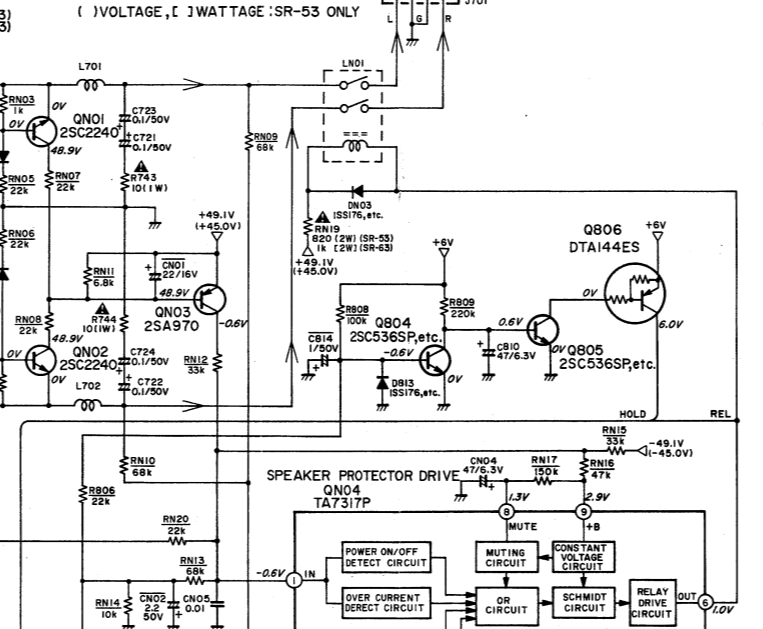 3)
3)
( )VOLTAGE,[ ]WATTAGE:SR-53 ONLY
J701
L
G
R
L701
LN01
RN03
1k
0V
0V
QN01
2SC2240
48.9V
C723
0.1/50V
C721
0.1/50V
R743
10(1W)
RN09
68k
RN05
22k
RN07
22k
DN03
1SS176,etc.
RN19
820 (2W) (SR-53)
1k [2W] (SR-63)
+49.1V
(+45.0V)
+49.1V
(+45.0V)
RN06
22k
RN11
6.8k
CN01
22/16V
48.9V
QN03
2SA970
-0.6V
+6V
Q806
DTA144ES
+6V
0V
6.0V
RN08
22k
48.9V
R744
10(1W)
R808
100k
R809
220k
Q804
2SC536SP,etc.
-0.6V
0V
0.6V
C810
47/6.3V
0V
Q805
2SC536SP,etc.
C814
1/50V
D813
1SS176,etc.
0V
QN02
2SC2240
0V
C724
0.1/50V
C722
0.1/50V
RN12
33k
L702
HOLD
REL
RN15
33k
-49.1V
(-45.0V)
RN10
68k
R806
22k
SPEAKER PROTECTOR DRIVE
QN04
TA7317P
CN04
47/6.3V
RN17
150k
RN16
47k
1.3V
2.9V
8
9
MUTE
+B
RN20
22k
RN13
68k
-0.6V
1
IN
POWER ON/OFF
DETECT CIRCUIT
MUTING
CIRCUIT
CONSTANT
VOLTAGE
CIRCUIT
OVER CURRENT
DERECT CIRCUIT
OR
CIRCUIT
SCHMIDT
CIRCUIT
RELAY
DRIVE
CIRCUIT
OUT
6
1.0V
RN14
10k
CN02
2.2
50V
CN05
0.01